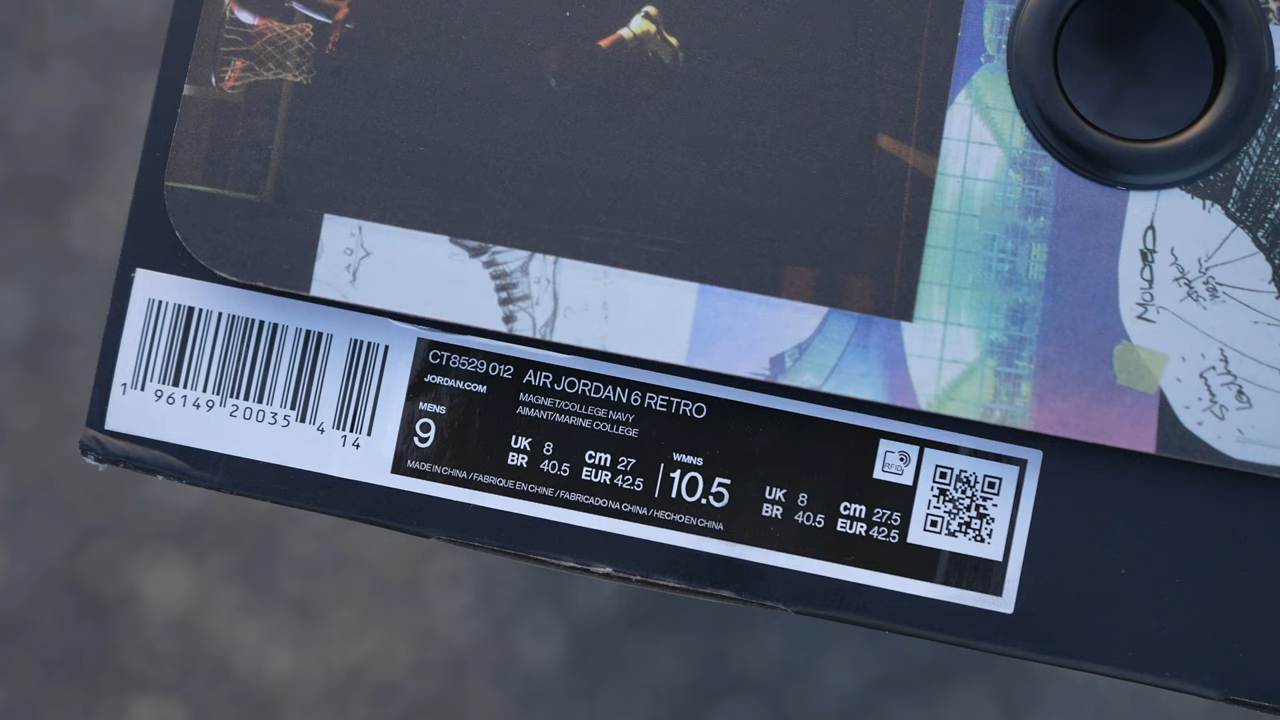 MOLDED
1 96149 20035 4 14
CT8529 012 AIR JORDAN 6 RETRO
JORDAN.COM
MAGNET/COLLEGE NAVY
AIMANT/MARINE COLLEGE
MENS
9
UK 8
BR 40.5
cm 27
EUR 42.5
WMNS
10.5
UK 8
BR 40.5
cm 27.5
EUR 42.5
RFID
MADE IN CHINA / FABRIQUE EN CHINE / FABRICADO NA CHINA / HECHO EN CHINA